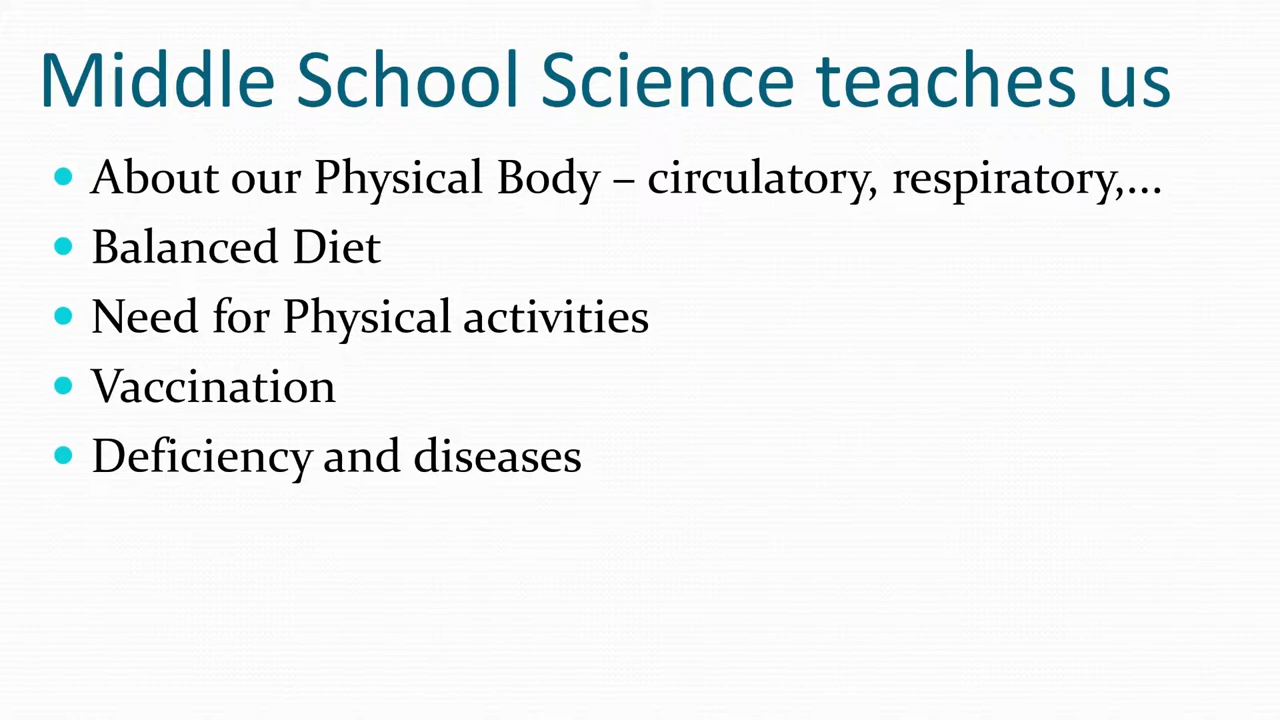 Middle School Science teaches us
• About our Physical Body – circulatory, respiratory,...
• Balanced Diet
• Need for Physical activities
• Vaccination
• Deficiency and diseases